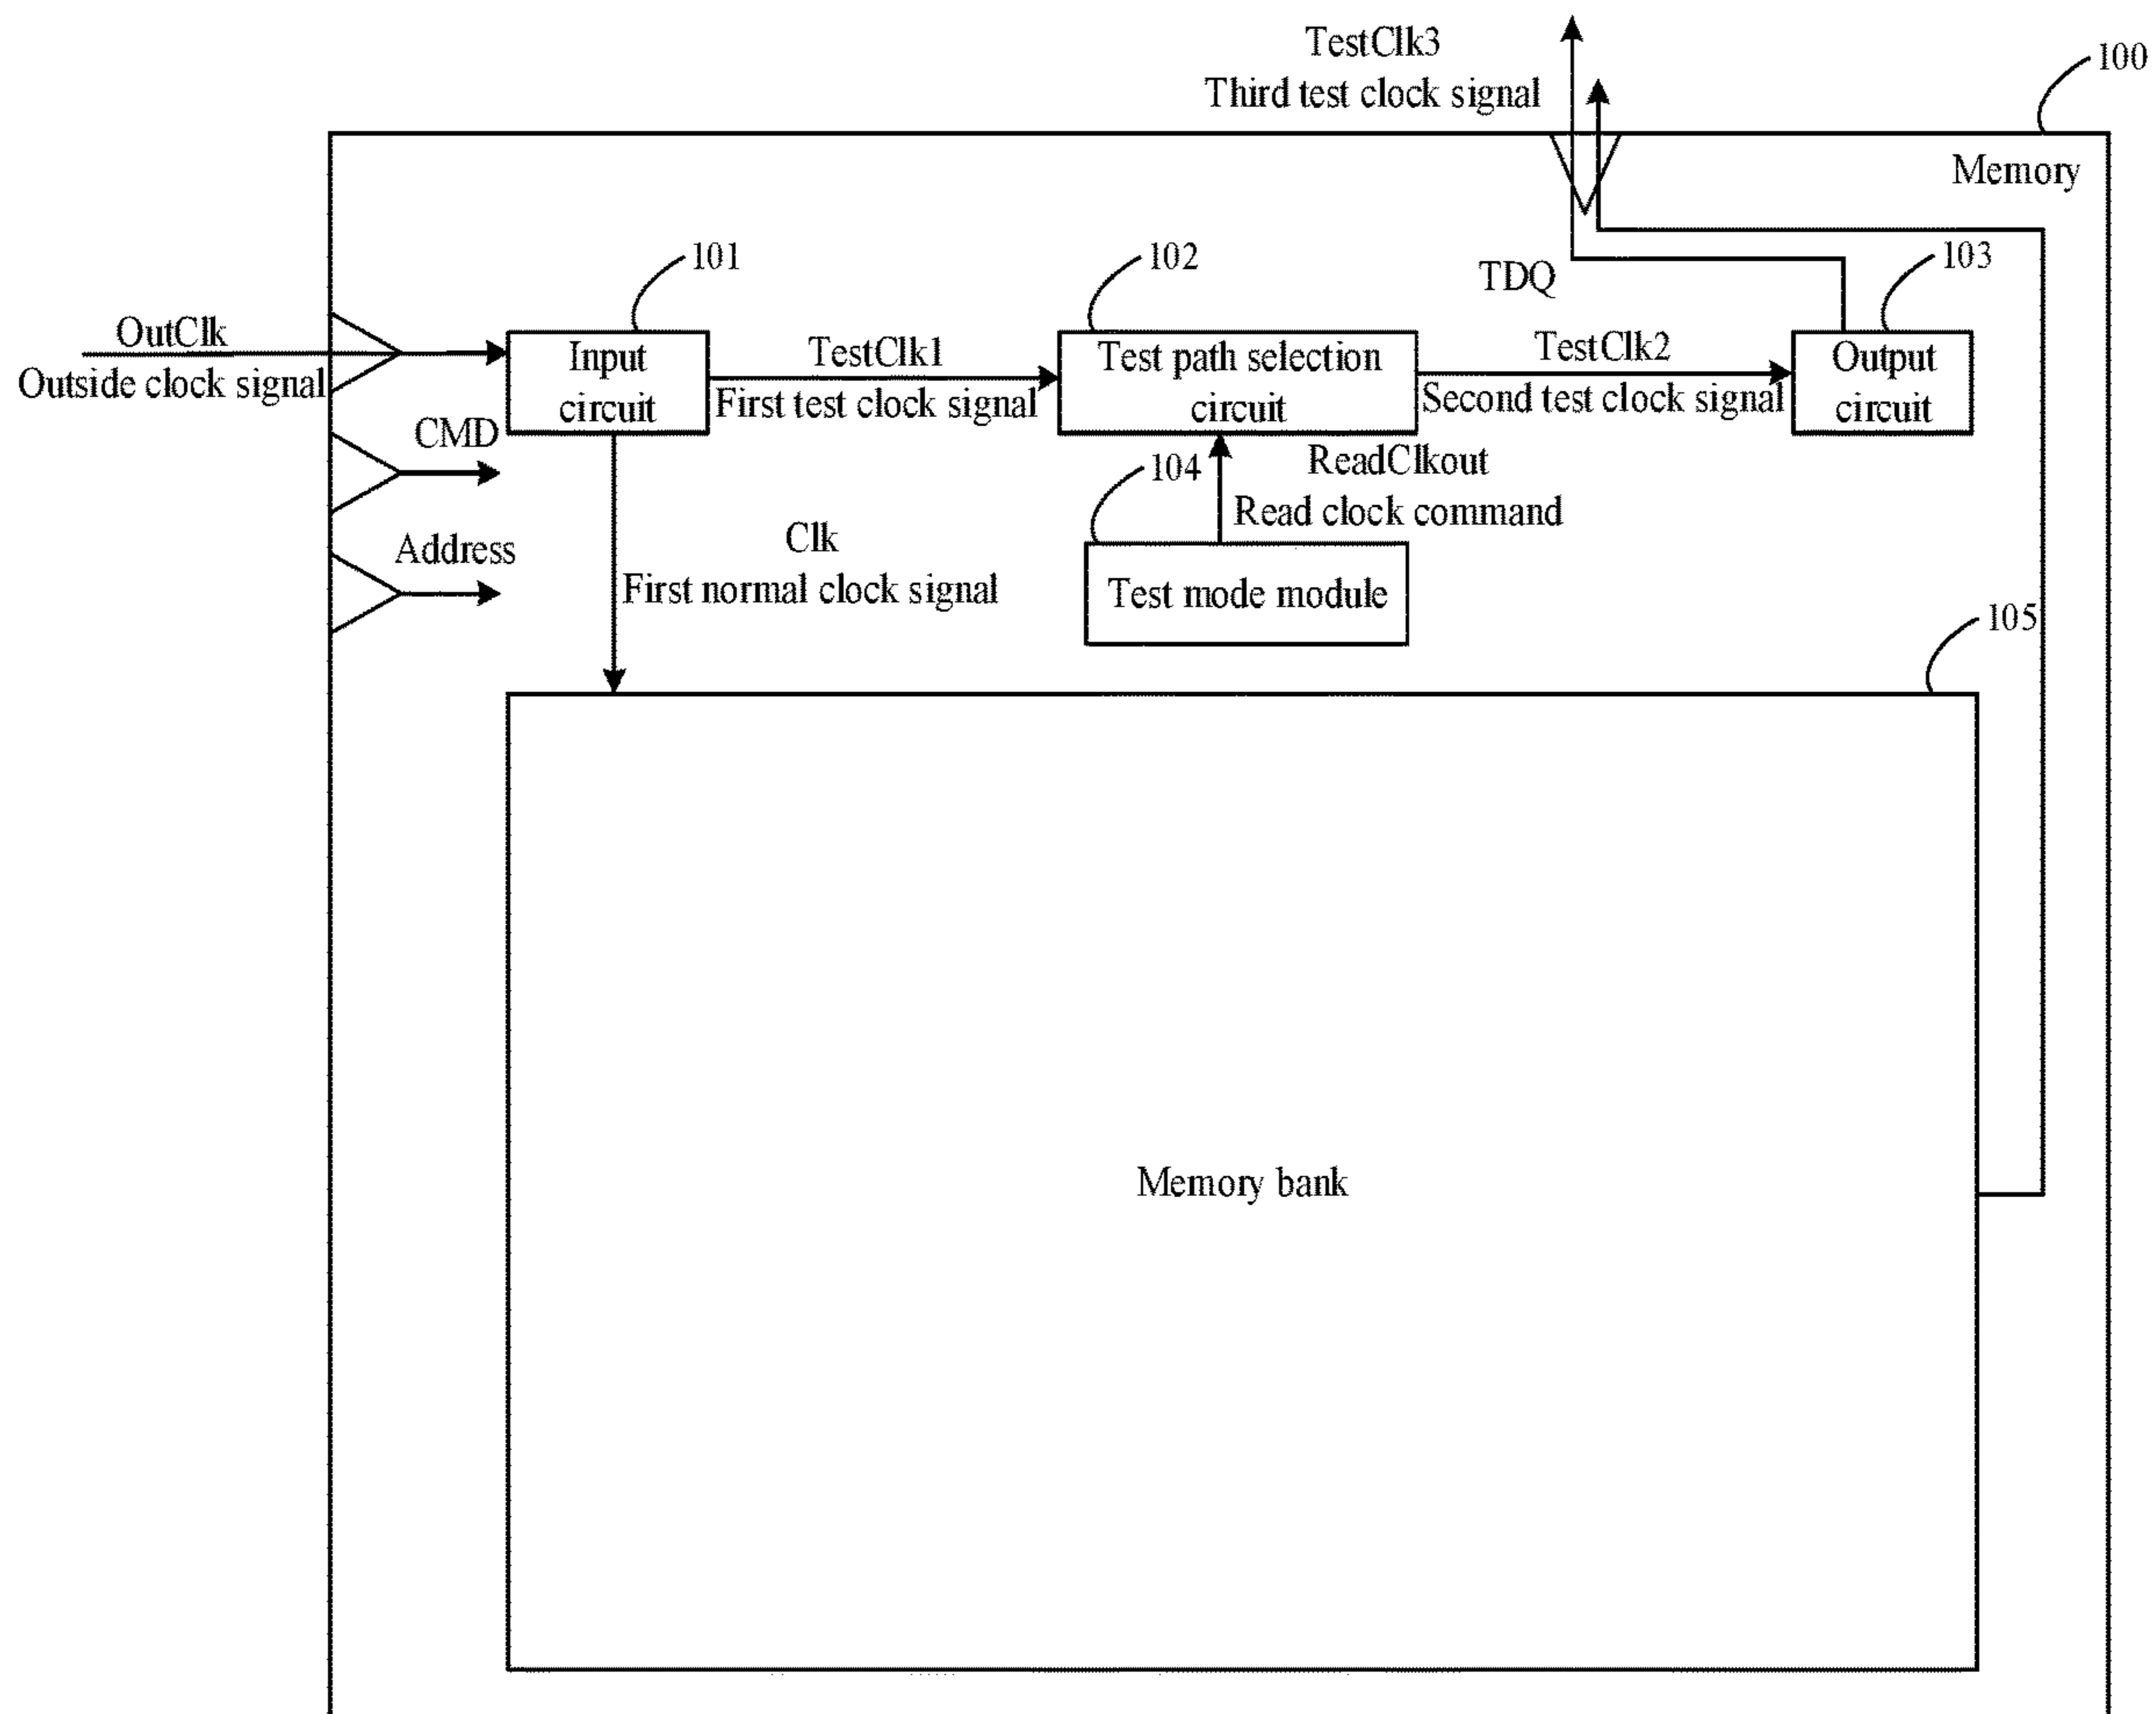 TestClk3
Third test clock signal
100
Memory
101
102
TDQ
103
OutClk
Outside clock signal
Input
circuit
TestClk1
First test clock signal
Test path selection
circuit
TestClk2
Second test clock signal
Output
circuit
CMD
104
ReadClkout
Read clock command
Address
Clk
First normal clock signal
Test mode module
105
Memory bank